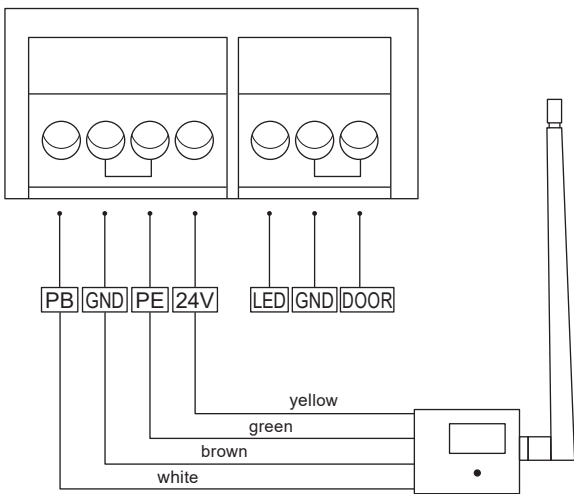 PB GND PE 24V LED GND DOOR
yellow
green
brown
white